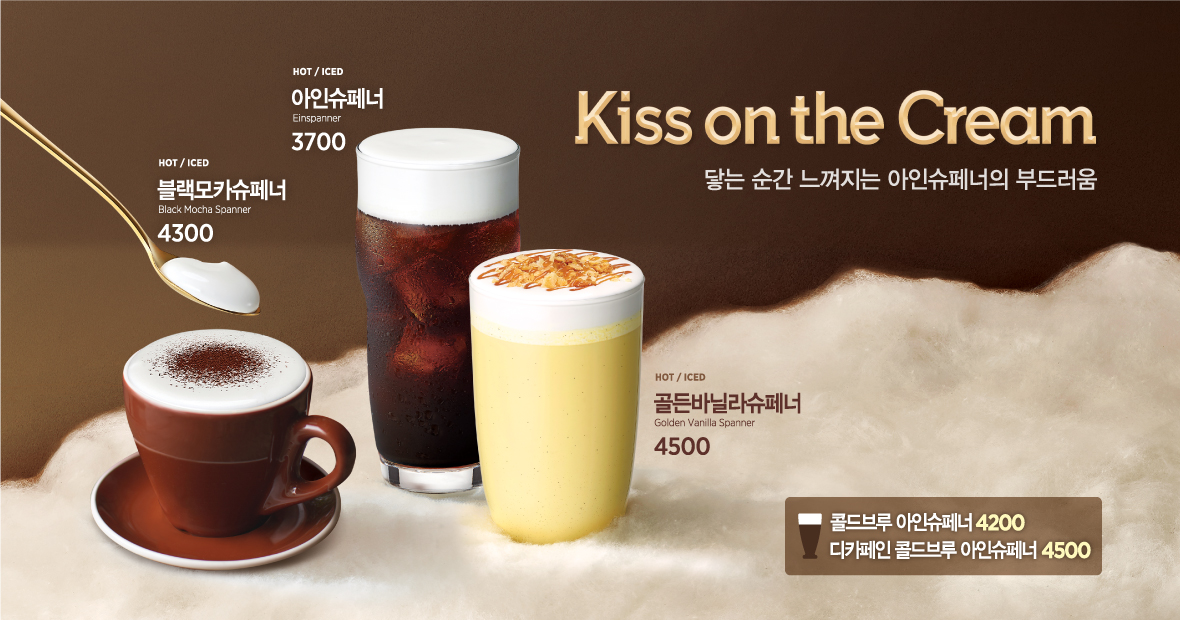 Kiss on the Cream
닿는 순간 느껴지는 아인슈페너의 부드러움
HOT / ICED
아인슈페너
Einspanner
3700
HOT / ICED
블랙모카슈페너
Black Mocha Spanner
4300
HOT / ICED
골든바닐라슈페너
Golden Vanilla Spanner
4500
콜드브루 아인슈페너 4200
디카페인 콜드브루 아인슈페너 4500